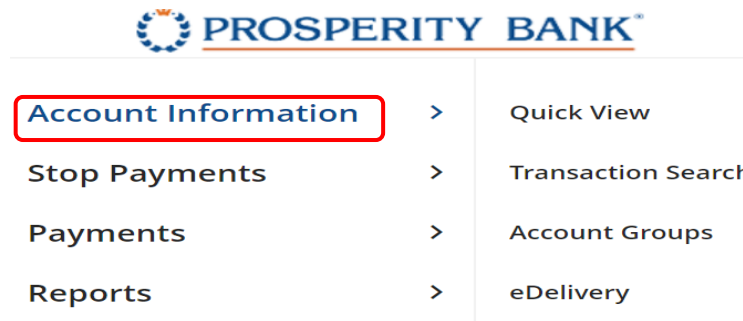 PROSPERITY BANK®
Account Information > Quick View
Stop Payments > Transaction Search
Payments > Account Groups
Reports > eDelivery